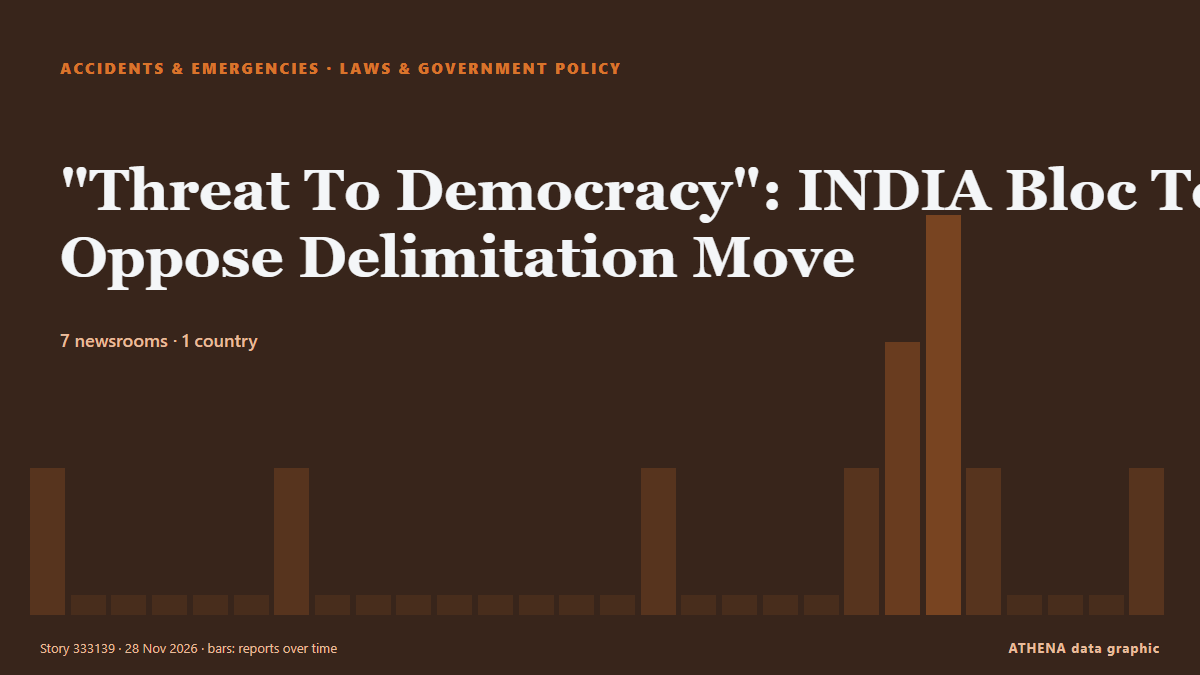 ACCIDENTS & EMERGENCIES · LAWS & GOVERNMENT POLICY
"Threat To Democracy": INDIA Bloc To
Oppose Delimitation Move
7 newsrooms · 1 country
Story 333139 · 28 Nov 2026 · bars: reports over time
ATHENA data graphic